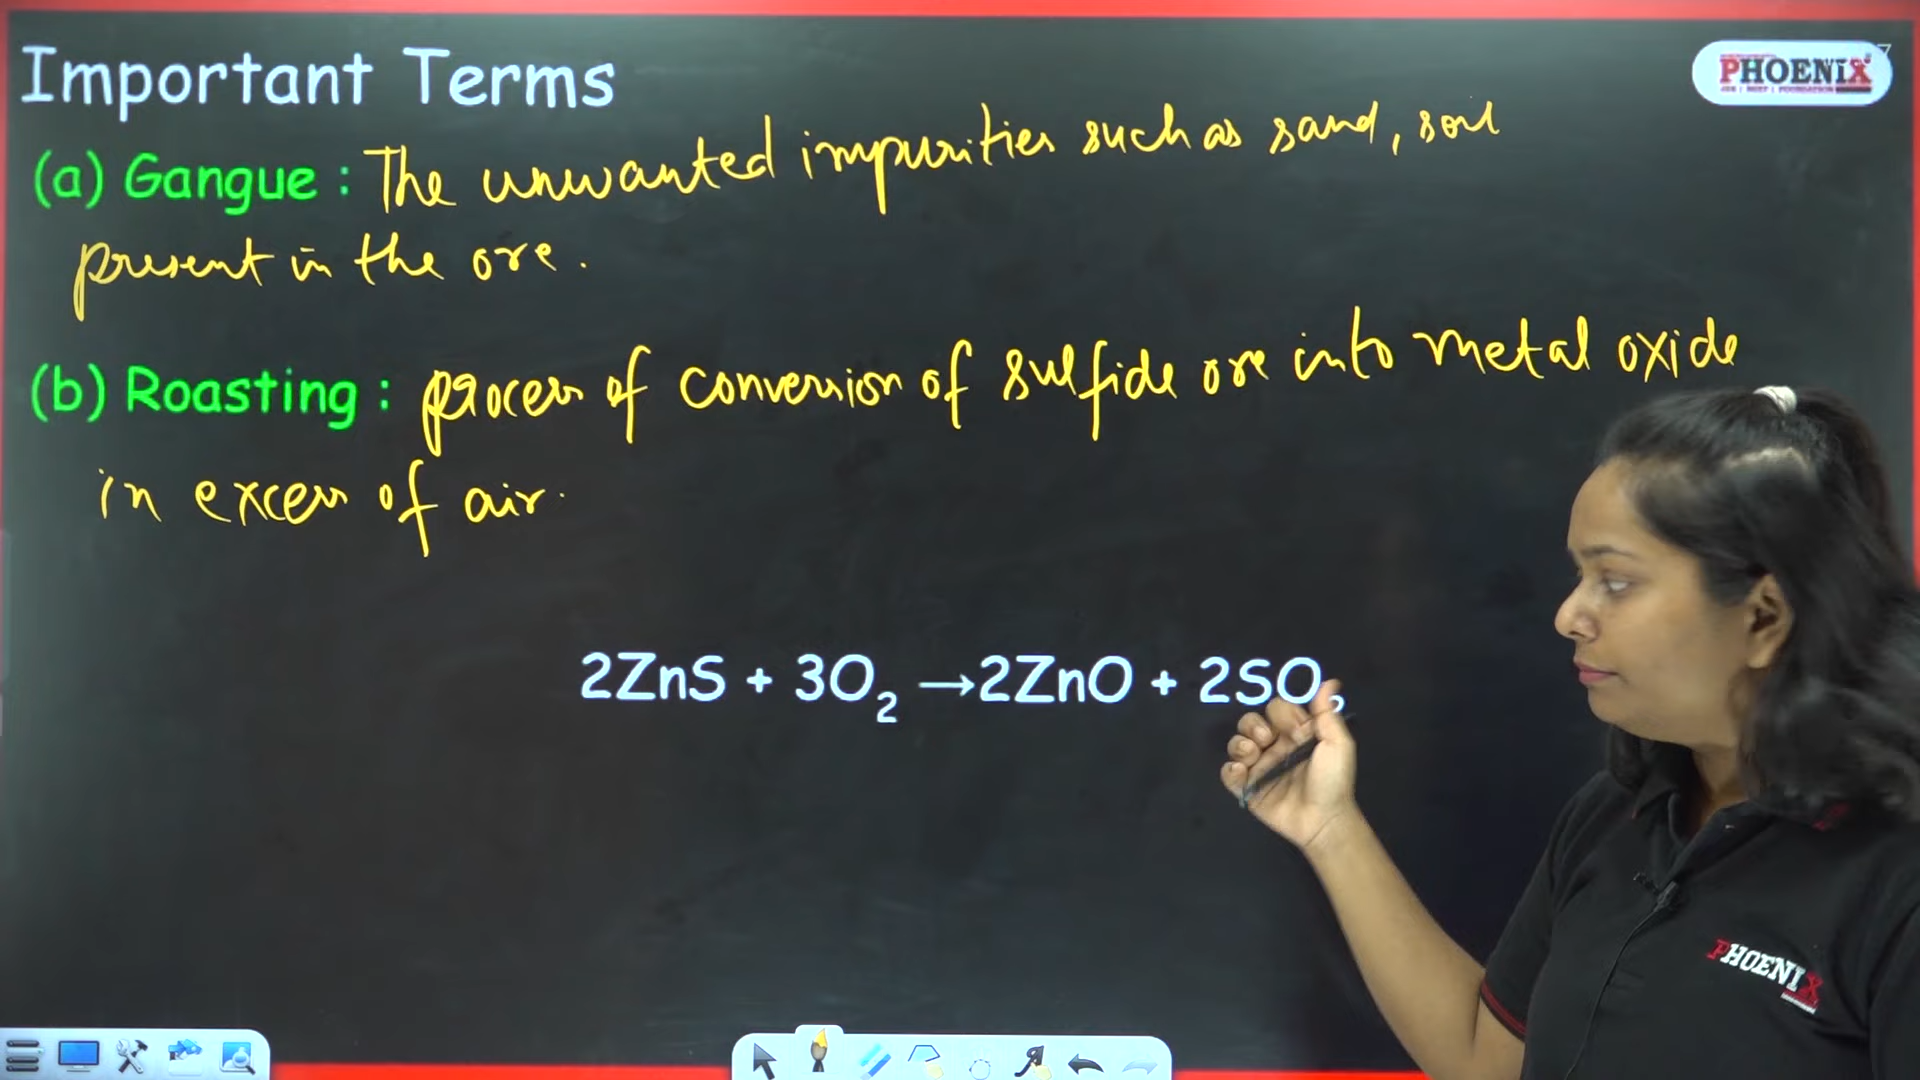 Important Terms
PHOENIX
(a) Gangue : The unwanted impurities such as sand, soil
present in the ore.
(b) Roasting : process of conversion of sulfide ore into metal oxide
in excess of air.
2ZnS + 3O₂ →2ZnO + 2SO₂
PHOENIX